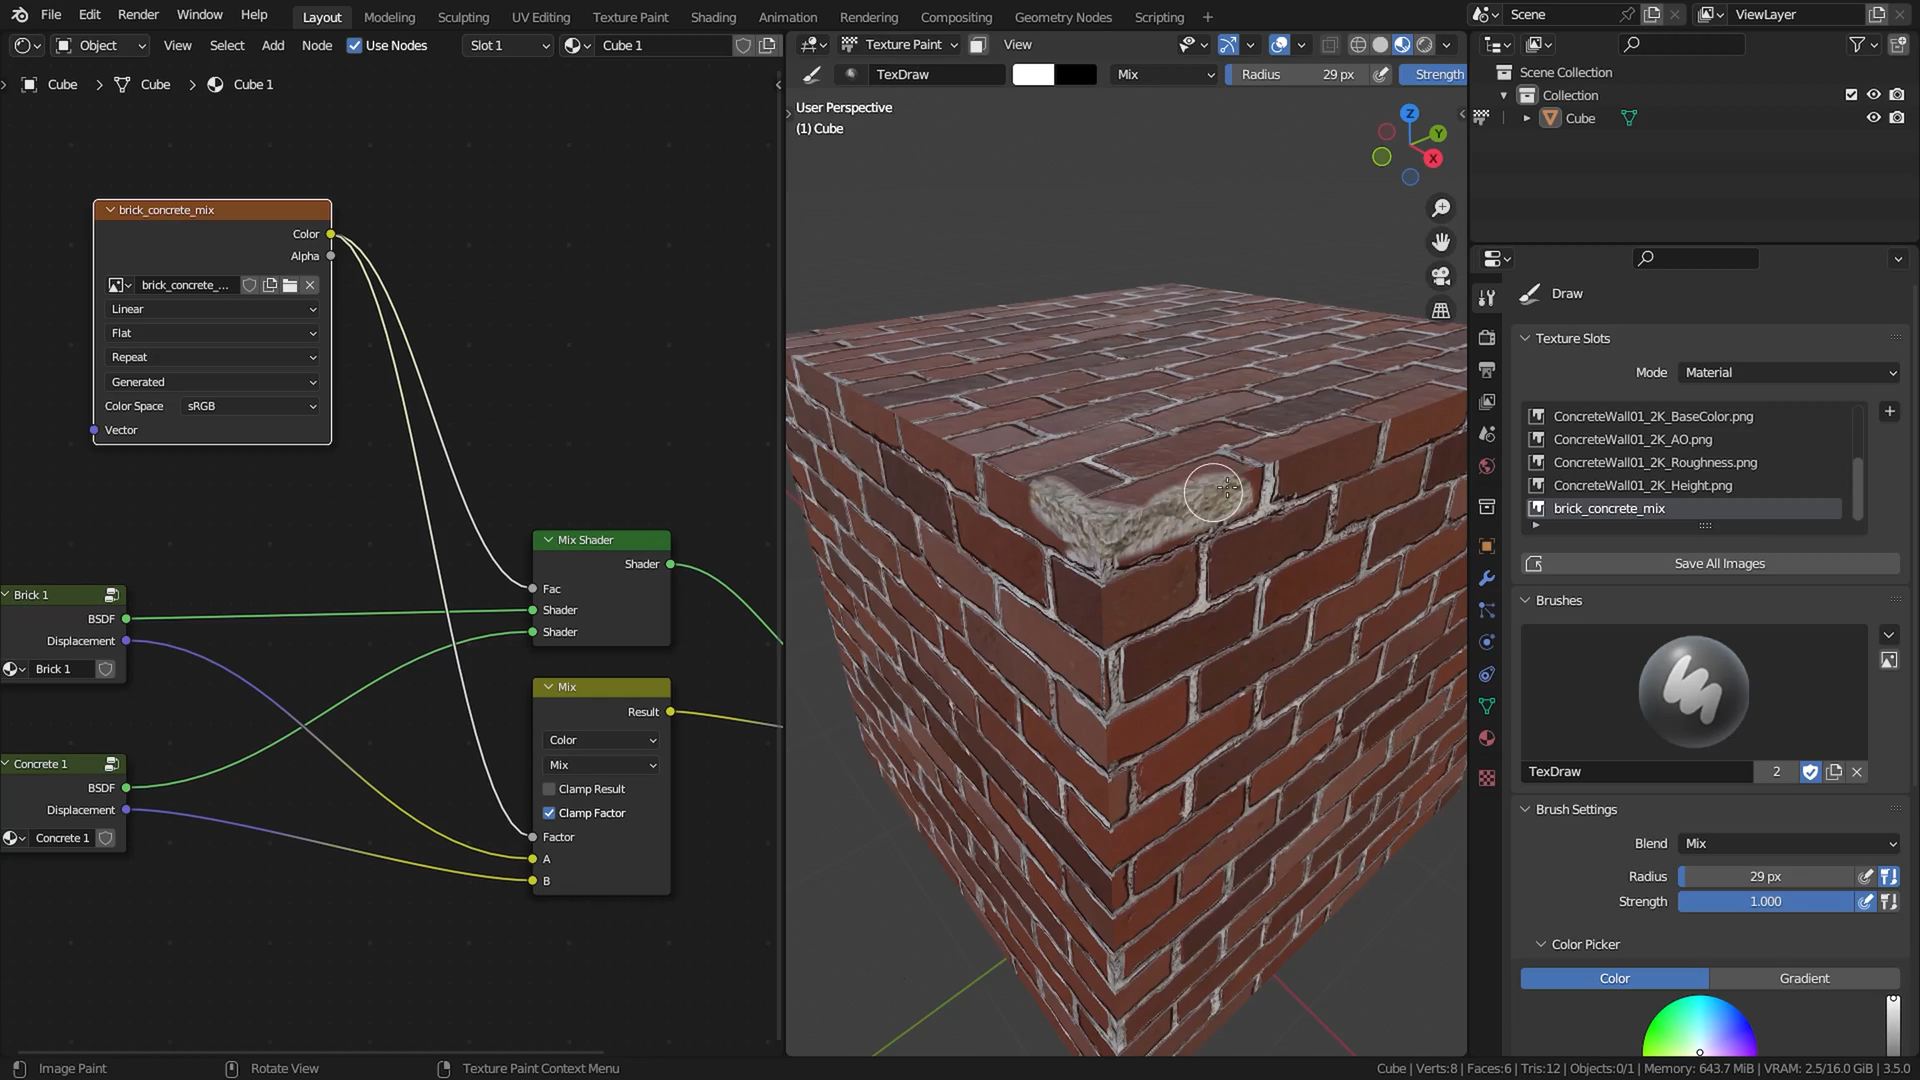 File Edit Render Window Help Layout Modeling Sculpting UV Editing Texture Paint Shading Animation Rendering Compositing Geometry Nodes Scripting + Scene ViewLayer
Object View Select Add Node Use Nodes Slot 1 Cube 1 Texture Paint View
TexDraw Mix Radius 29 px Strength
Cube > Cube > Cube 1
User Perspective
(1) Cube
Z
Y
X
Scene Collection
Collection
Cube
brick_concrete_mix
Color
Alpha
brick_concrete_...
Linear
Flat
Repeat
Generated
Color Space sRGB
Vector
Brick 1
BSDF
Displacement
Brick 1
Concrete 1
BSDF
Displacement
Concrete 1
Mix Shader
Shader
Fac
Shader
Shader
Mix
Result
Color
Mix
Clamp Result
Clamp Factor
Factor
A
B
Draw
Texture Slots
Mode Material
ConcreteWall01_2K_BaseColor.png
ConcreteWall01_2K_AO.png
ConcreteWall01_2K_Roughness.png
ConcreteWall01_2K_Height.png
brick_concrete_mix
Save All Images
Brushes
TexDraw 2
Brush Settings
Blend Mix
Radius 29 px
Strength 1.000
Color Picker
Color Gradient
Image Paint Rotate View Texture Paint Context Menu Cube | Verts:8 | Faces:6 | Tris:12 | Objects:0/1 | Memory: 643.7 MiB | VRAM: 2.5/16.0 GiB | 3.5.0